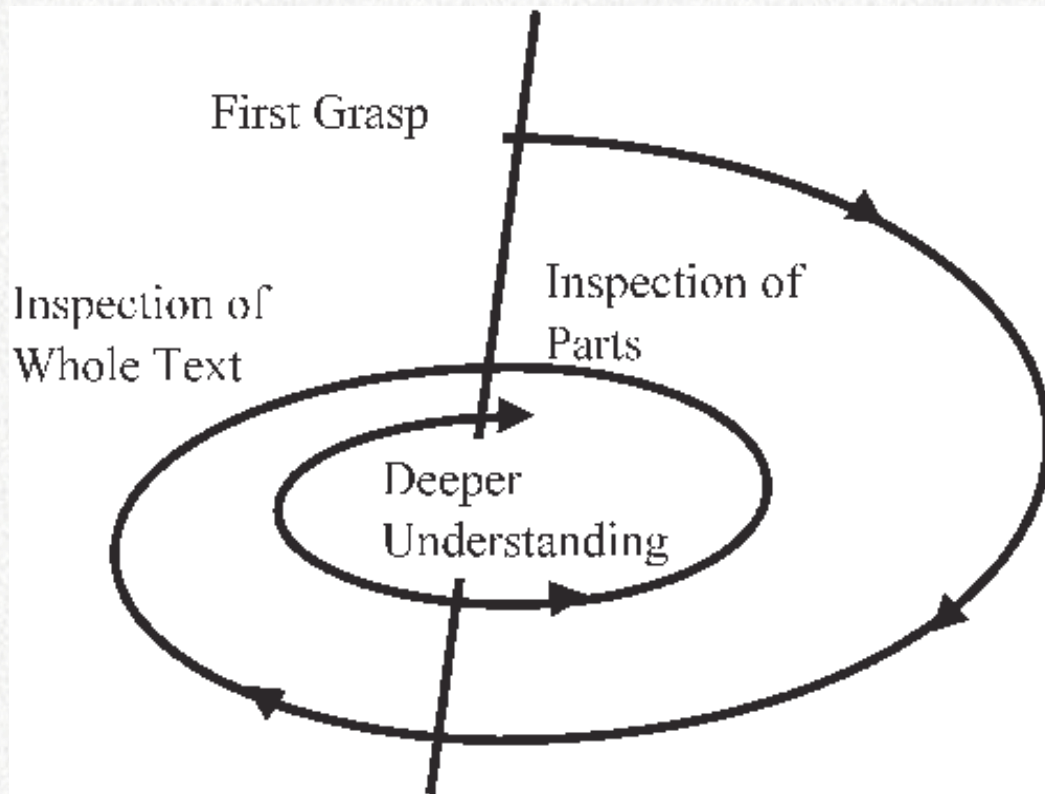 First Grasp
Inspection of
Whole Text
Inspection of
Parts
Deeper
Understanding